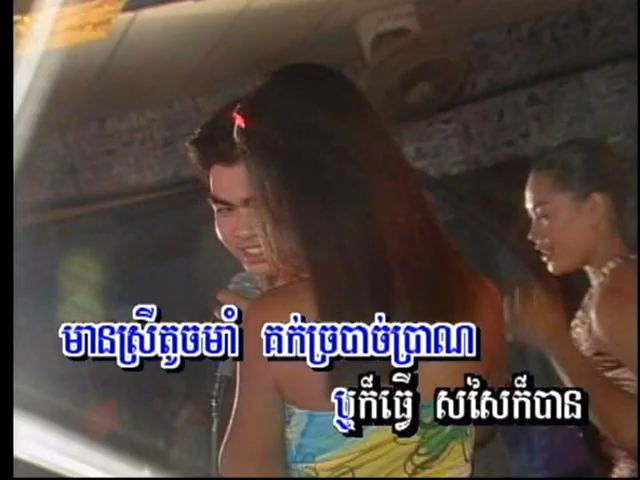 មានស្រីតូចមាំ គក់ច្របាច់ប្រាណ
ឬក៏ធ្វើ សសៃក៏បាន